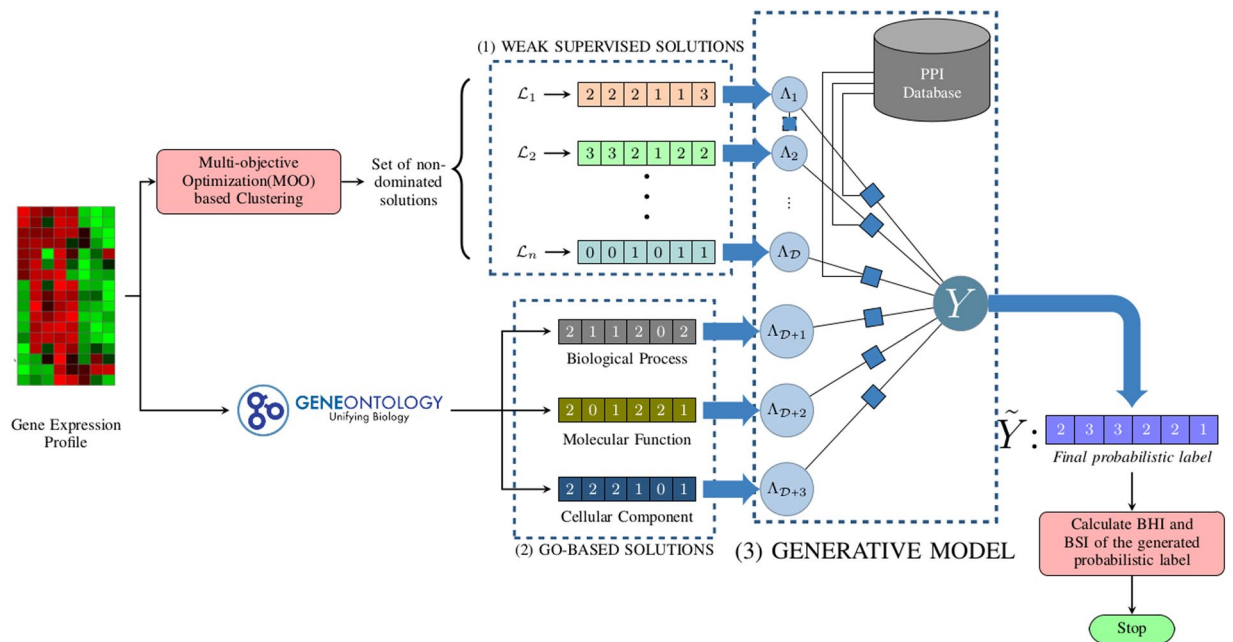 (1) WEAK SUPERVISED SOLUTIONS
PPI
Database
ℒ₁
2 2 2 1 1 3
Λ₁
ℒ₂
3 3 2 1 2 2
Λ₂
Multi-objective
Optimization(MOO)
based Clustering
Set of non-
dominated
solutions
⋮
ℒₙ
0 0 1 0 1 1
Λ_𝒟
Y
2 1 1 2 0 2
Biological Process
Λ_𝒟+1
GENEONTOLOGY
Unifying Biology
2 0 1 2 2 1
Molecular Function
Λ_𝒟+2
Gene Expression
Profile
2 2 2 1 0 1
Cellular Component
Λ_𝒟+3
(2) GO-BASED SOLUTIONS
(3) GENERATIVE MODEL
Ỹ: 2 3 3 2 2 1
Final probabilistic label
Calculate BHI and
BSI of the generated
probabilistic label
Stop